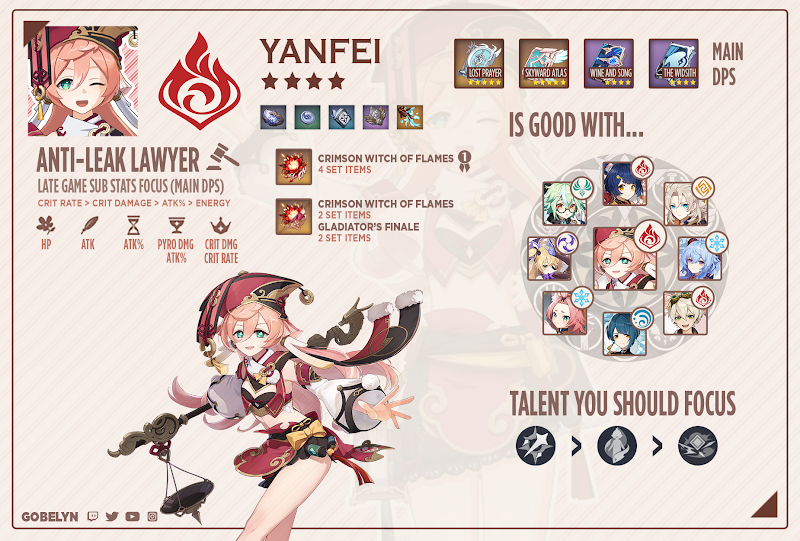 YANFEI
LOST PRAYER
SKYWARD ATLAS
WINE AND SONG
THE WIDSITH
MAIN
DPS
ANTI-LEAK LAWYER
LATE GAME SUB STATS FOCUS (MAIN DPS)
CRIT RATE > CRIT DAMAGE > ATK% > ENERGY
HP
ATK
ATK%
PYRO DMG
ATK%
CRIT DMG
CRIT RATE
CRIMSON WITCH OF FLAMES 1
4 SET ITEMS
CRIMSON WITCH OF FLAMES
2 SET ITEMS
GLADIATOR'S FINALE
2 SET ITEMS
IS GOOD WITH...
TALENT YOU SHOULD FOCUS
> >
GOBELYN